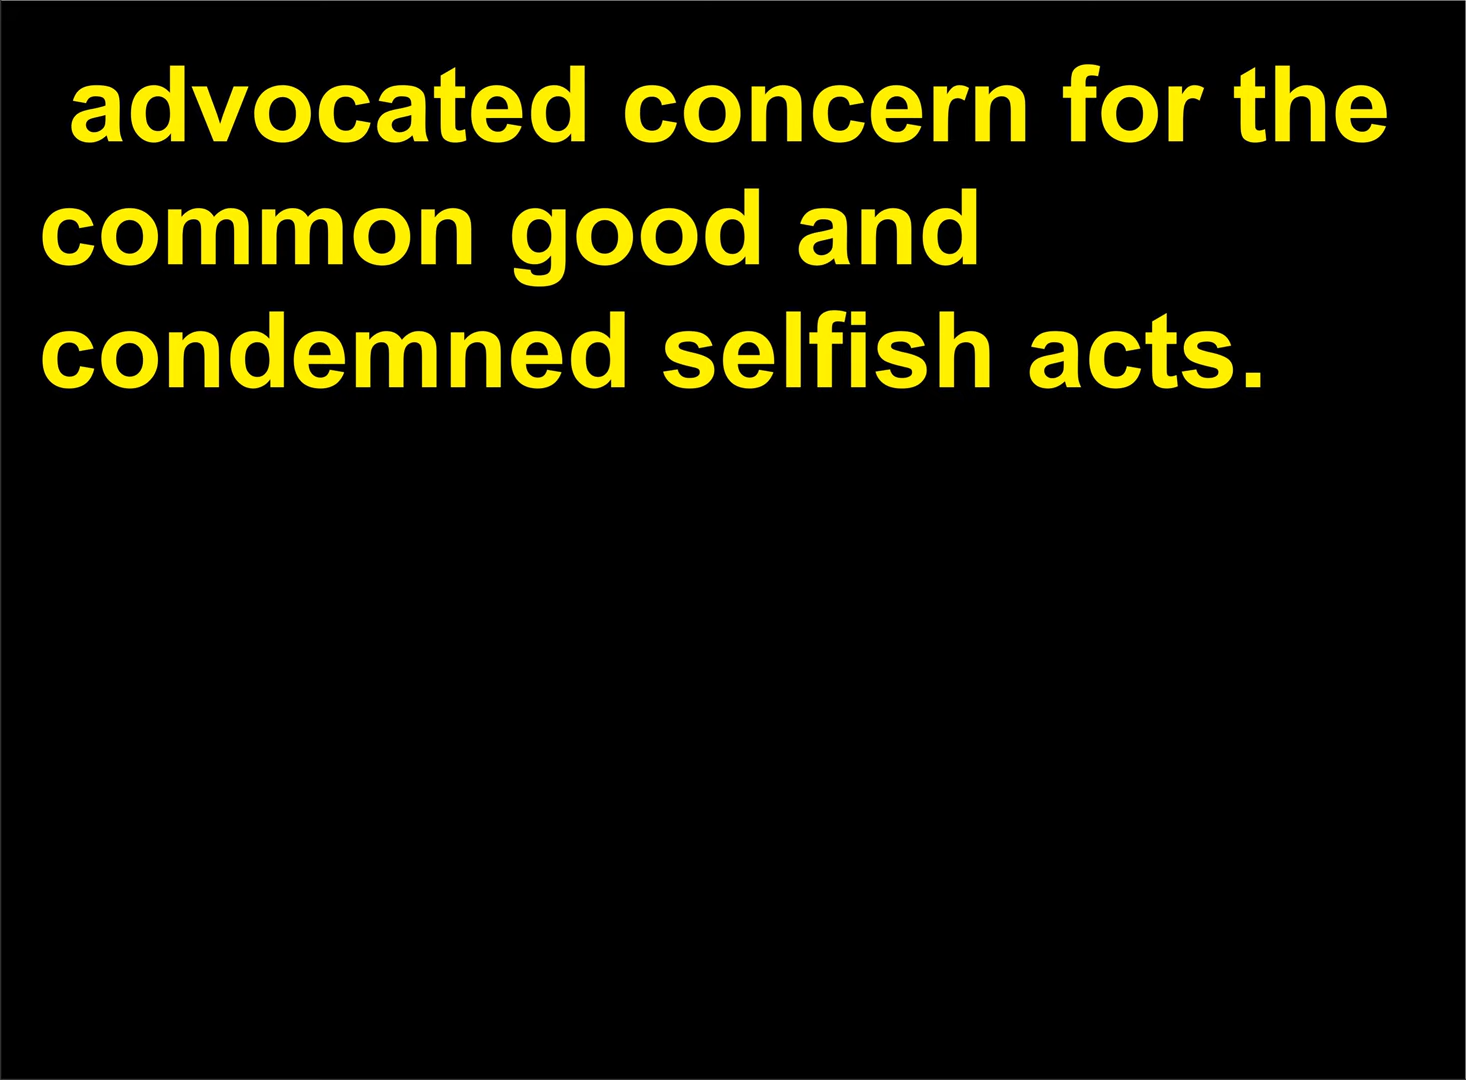 advocated concern for the
common good and
condemned selfish acts.